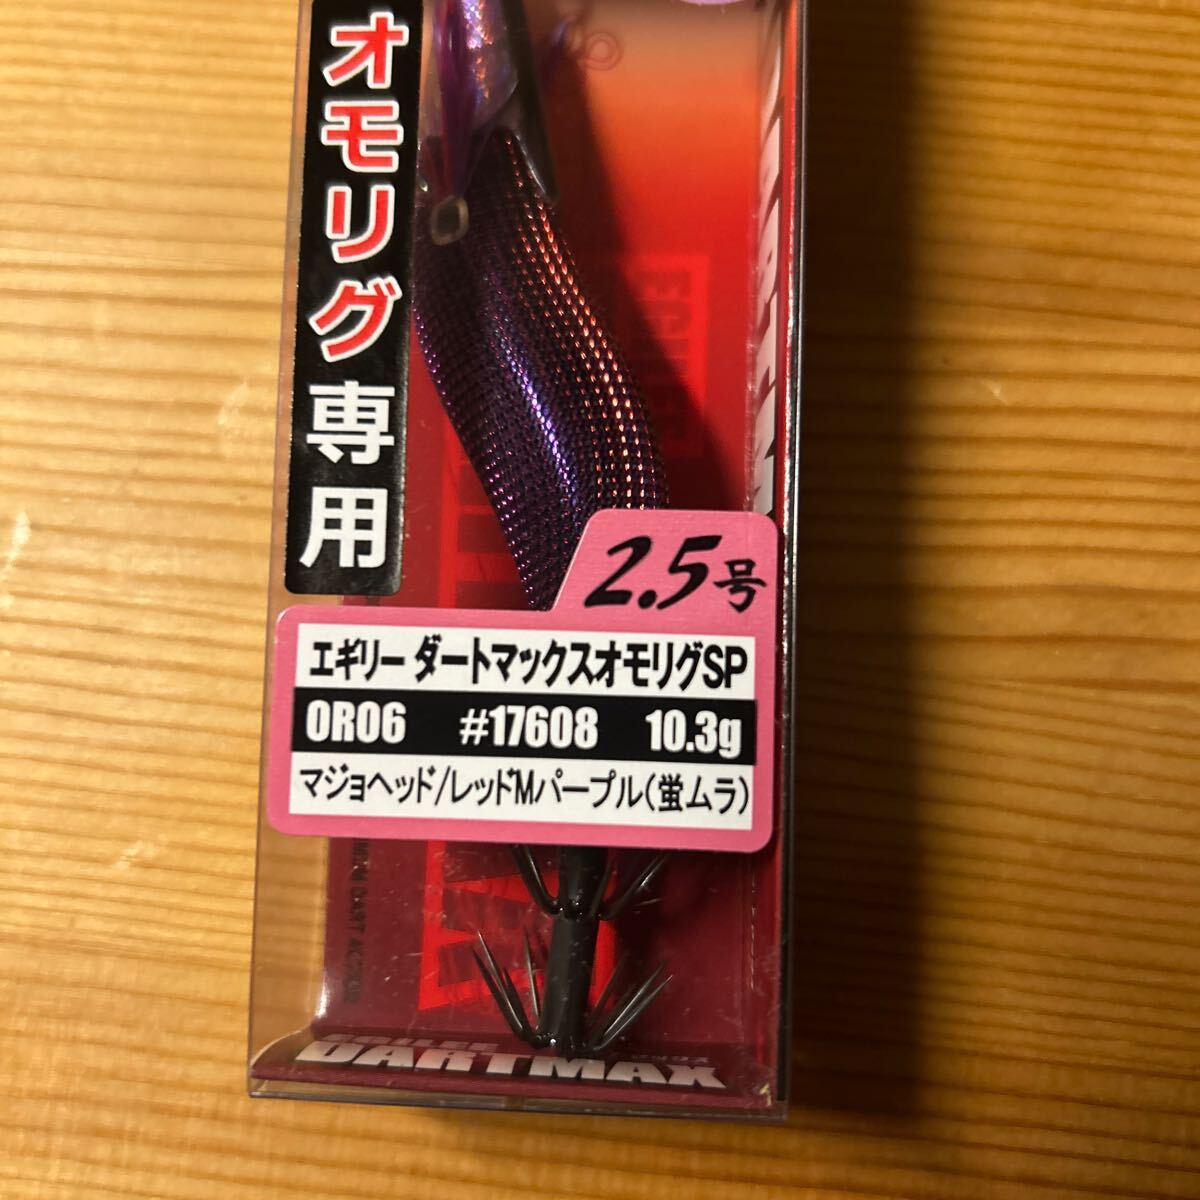 オモリグ専用
2.5号
エギリー ダートマックスオモリグSP
OR06 #17608 10.3g
マジョヘッド/レッドMパープル(蛍ムラ)
DARTMAX